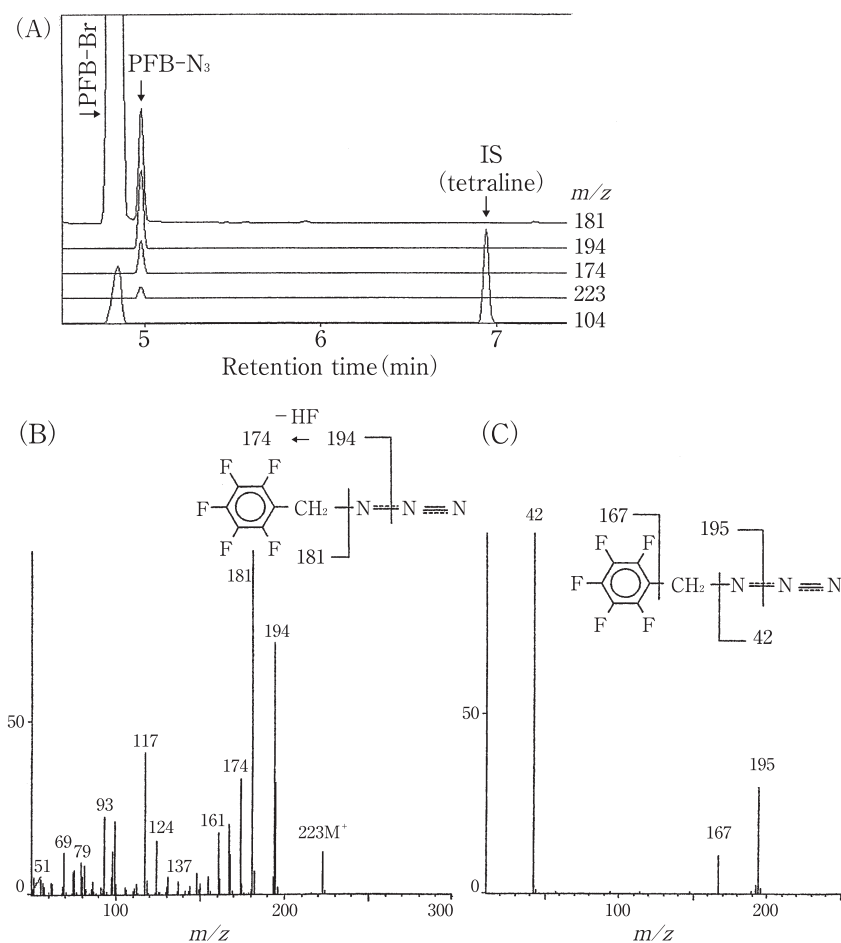 (A)
↓PFB-Br
PFB-N₃
IS
(tetraline)
m/z
181
194
174
223
104
5 6 7
Retention time(min)
(B)
－HF
174 ← 194
F F
F CH₂ N N N
F F
181
181
194
50
117
174
93
124
161
223M⁺
69
79
137
51
0
100 200 300
m/z
(C)
42
167
195
F F
F CH₂ N N N
F F
42
50
195
167
0
100 200
m/z